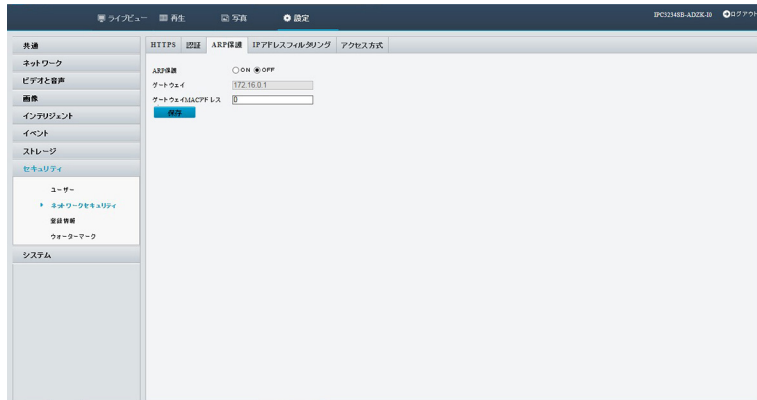 ライブビュー 再生 写真 設定 IPC3234SB-ADZK-I0 ログアウト
共通
ネットワーク
ビデオと音声
画像
インテリジェント
イベント
ストレージ
セキュリティ
ユーザー
ネットワークセキュリティ
登録情報
ウォーターマーク
システム
HTTPS 認証 ARP保護 IPアドレスフィルタリング アクセス方式
ARP保護 ON OFF
ゲートウェイ 172.16.0.1
ゲートウェイMACアドレス 0
保存